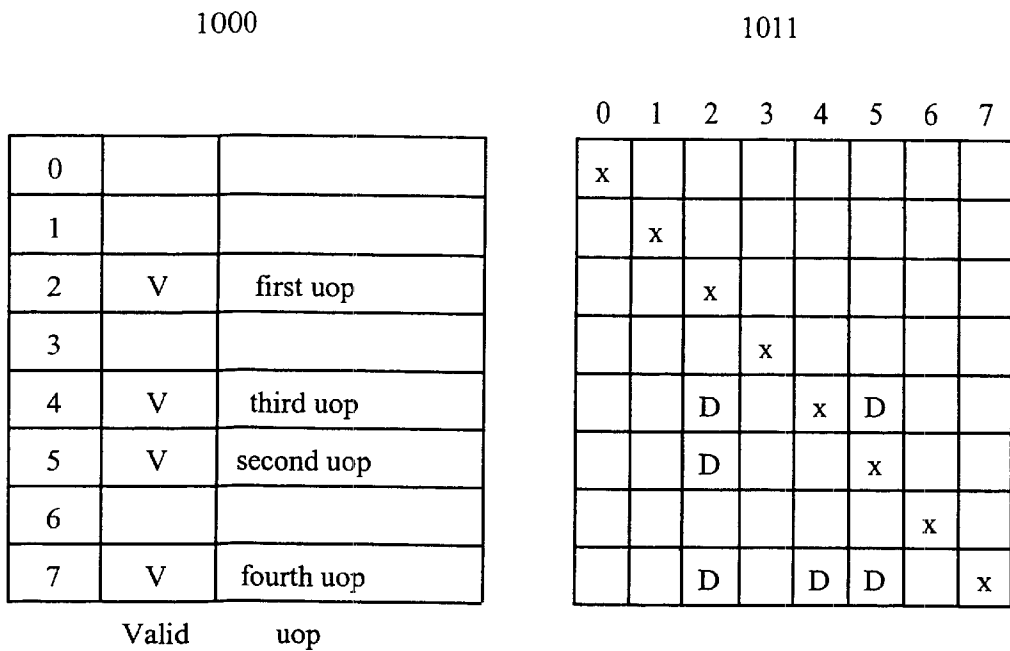 1000 1011
0 1 2 3 4 5 6 7
0 x
1 x
2 V first uop x
3 x
4 V third uop D x D
5 V second uop D x
6 x
7 V fourth uop D D D x
Valid uop